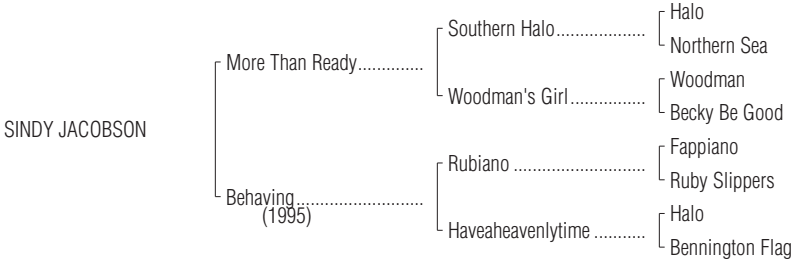 Halo
Southern Halo....................
Northern Sea
More Than Ready..............
Woodman
Woodman's Girl................
Becky Be Good
SINDY JACOBSON
Fappiano
Rubiano ............................
Ruby Slippers
Behaving...........................
(1995)
Halo
Haveaheavenlytime ...........
Bennington Flag